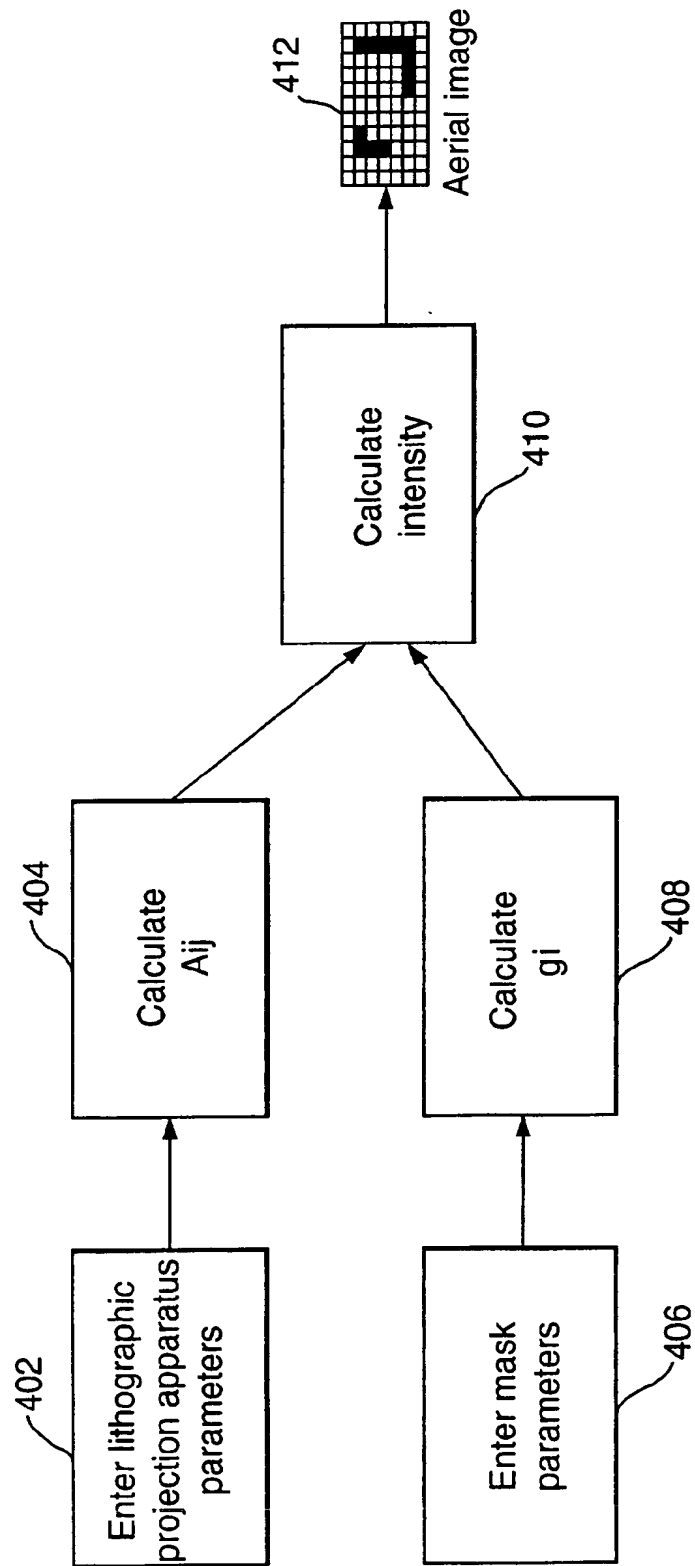 402
Enter lithographic
projection apparatus
parameters
404
Calculate
Aij
406
Enter mask
parameters
408
Calculate
gi
410
Calculate
intensity
412
Aerial image